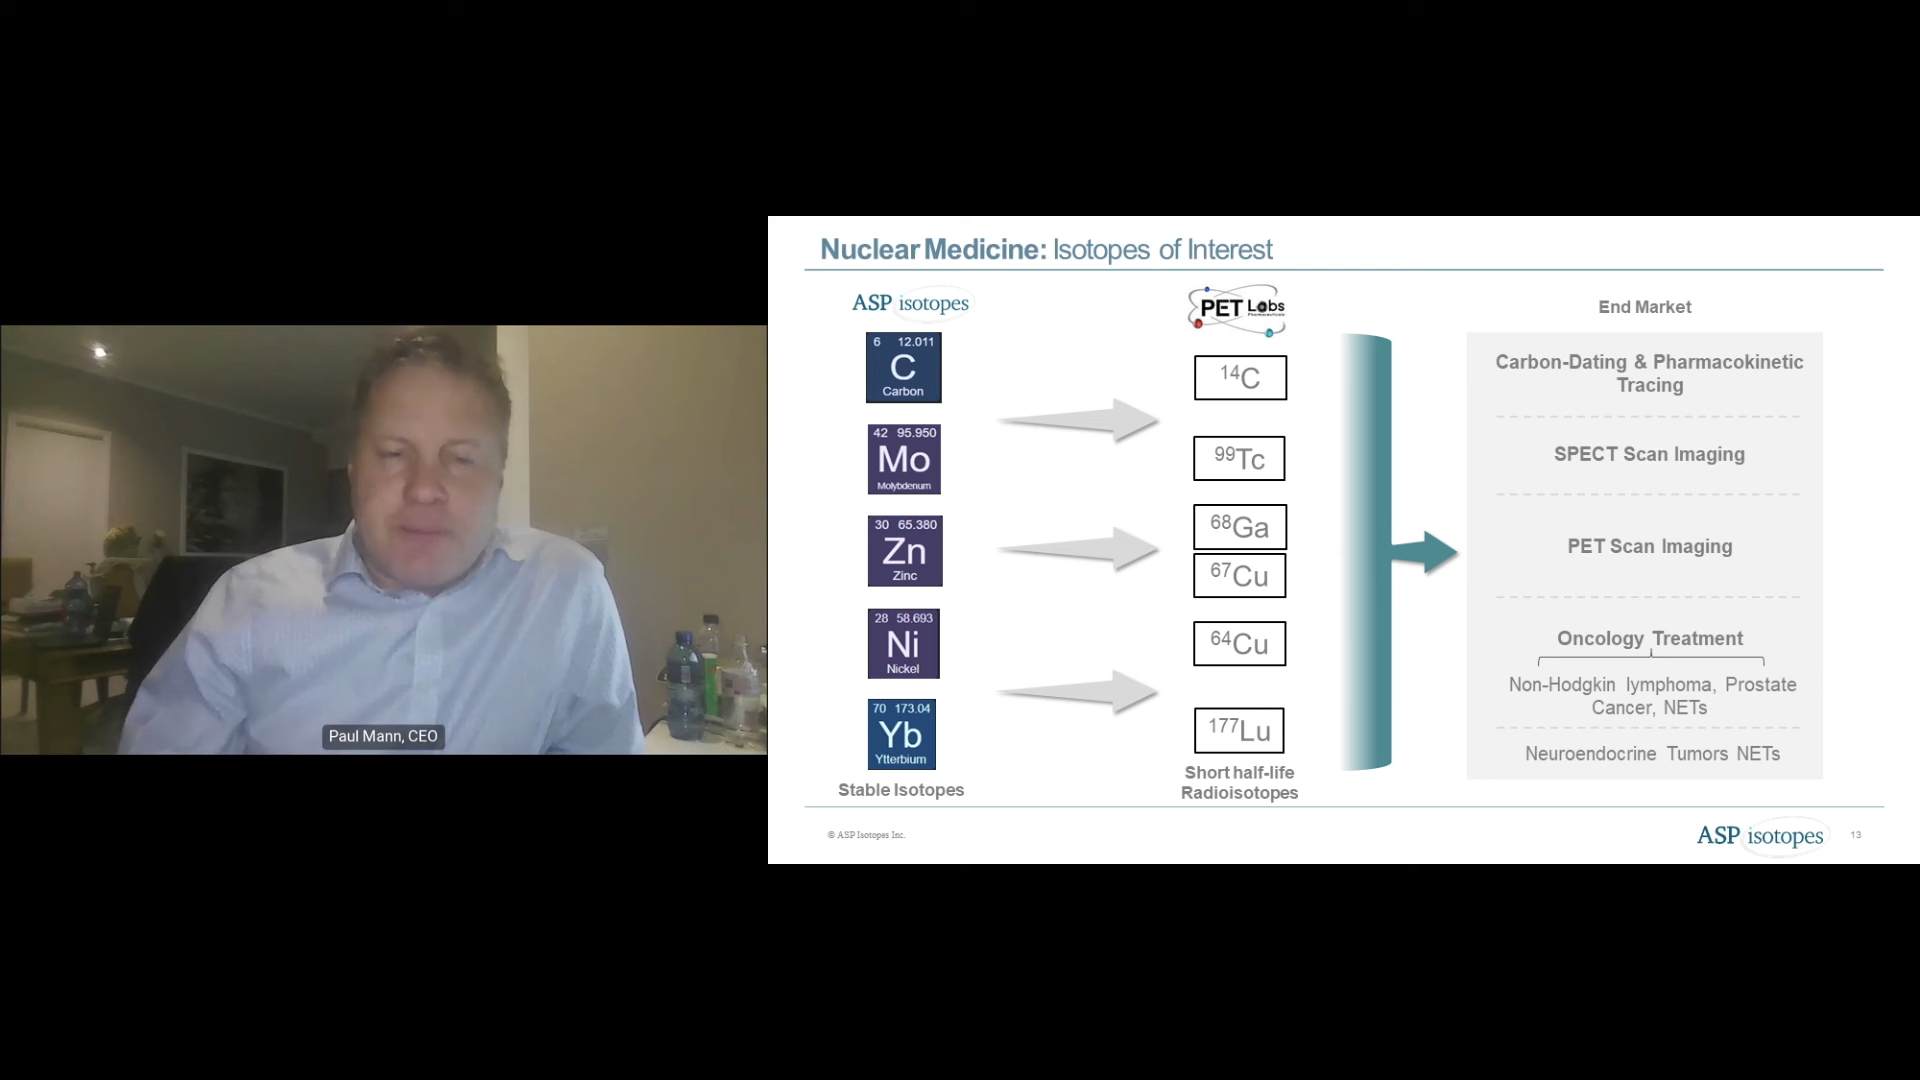 Nuclear Medicine: Isotopes of Interest
ASP isotopes
6 12.011
C
Carbon
42 95.950
Mo
Molybdenum
30 65.380
Zn
Zinc
28 58.693
Ni
Nickel
70 173.04
Yb
Ytterbium
Stable Isotopes
PET Labs
Pharmaceuticals
14C
99Tc
68Ga
67Cu
64Cu
177Lu
Short half-life
Radioisotopes
End Market
Carbon-Dating & Pharmacokinetic
Tracing
SPECT Scan Imaging
PET Scan Imaging
Oncology Treatment
Non-Hodgkin lymphoma, Prostate
Cancer, NETs
Neuroendocrine Tumors NETs
Paul Mann, CEO
© ASP Isotopes Inc.
ASP isotopes
13